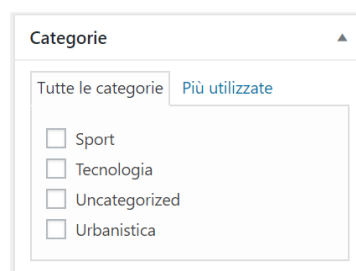 Categorie
Tutte le categorie Più utilizzate
Sport
Tecnologia
Uncategorized
Urbanistica